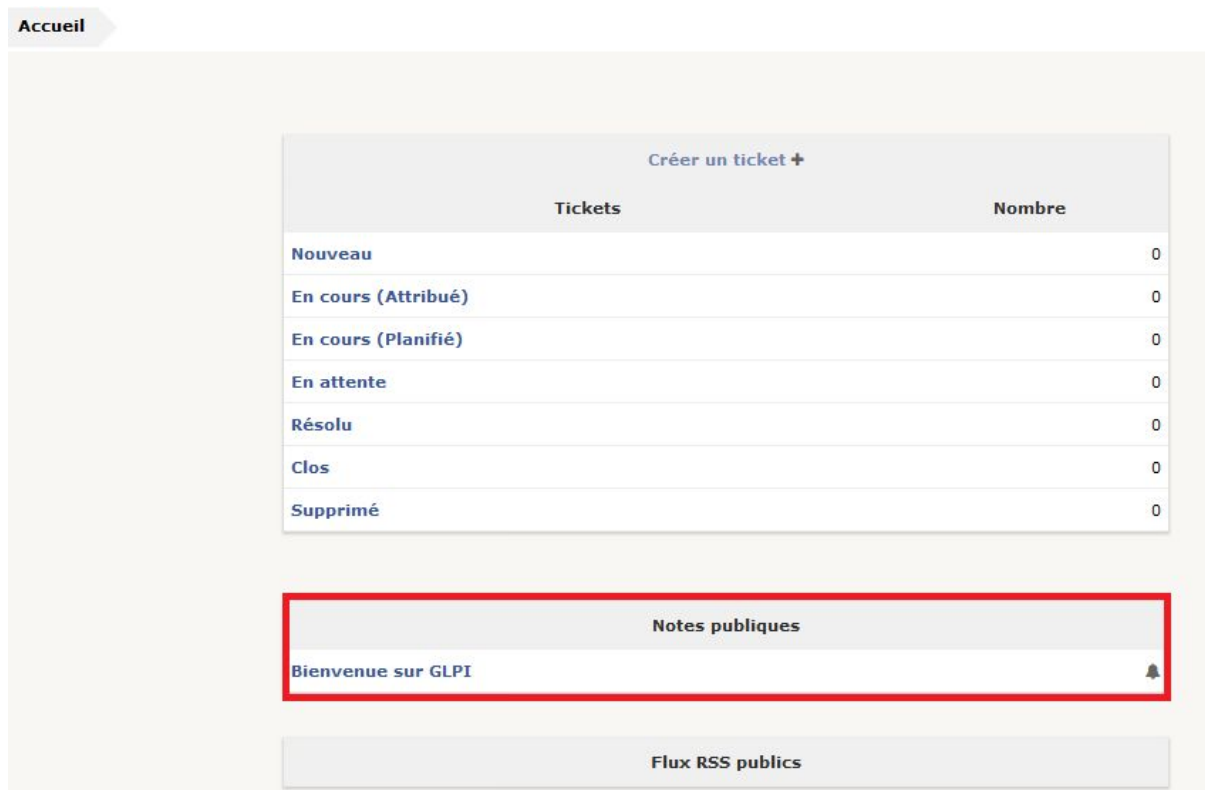 Accueil
Créer un ticket +
Tickets Nombre
Nouveau 0
En cours (Attribué) 0
En cours (Planifié) 0
En attente 0
Résolu 0
Clos 0
Supprimé 0
Notes publiques
Bienvenue sur GLPI
Flux RSS publics